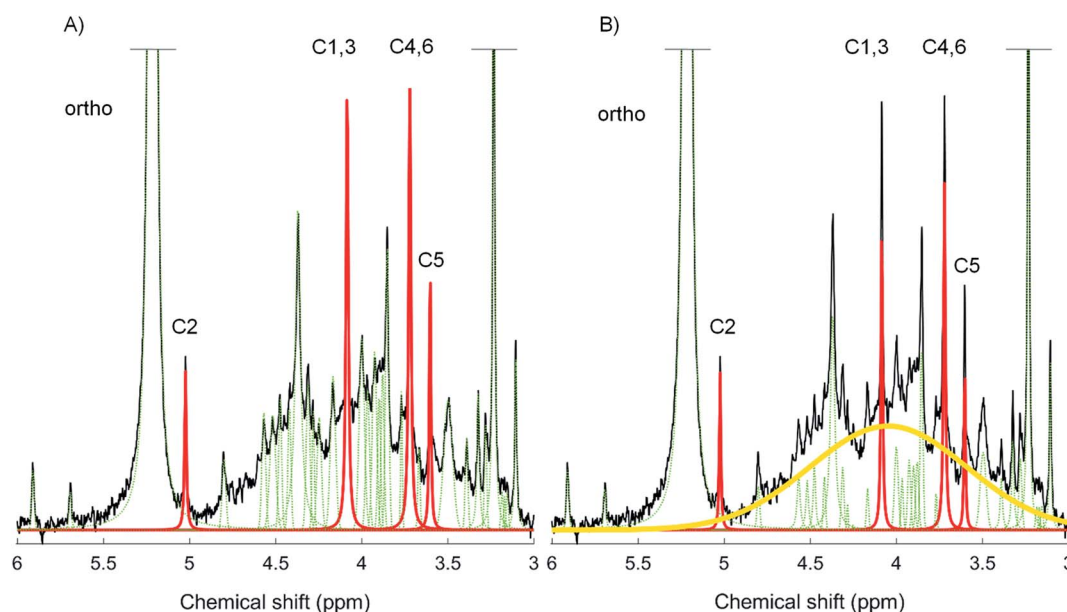 A)
C1,3
C4,6
ortho
C5
C2
6
5.5
5
4.5
4
3.5
3
Chemical shift (ppm)
B)
C1,3
C4,6
ortho
C5
C2
6
5.5
5
4.5
4
3.5
3
Chemical shift (ppm)